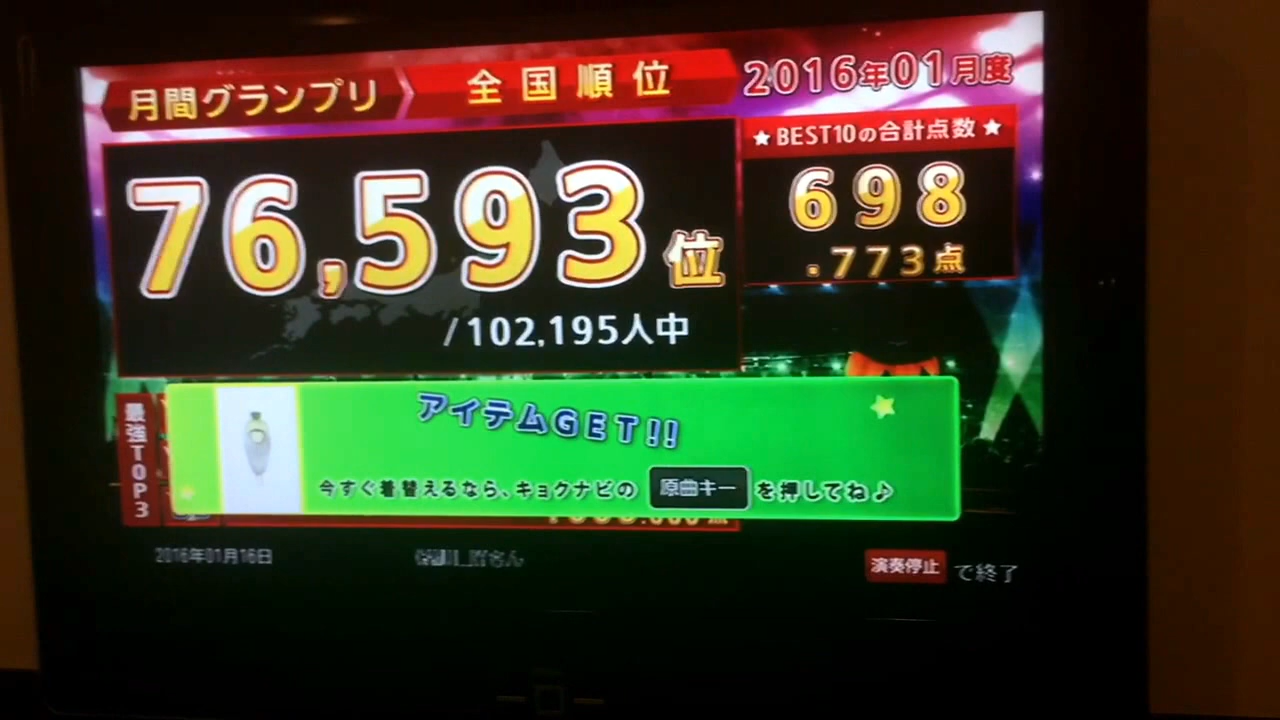 月間グランプリ 全国順位 2016年01月度
76,593位
/102,195人中
★BEST10の合計点数★
698
.773点
最強TOP3
アイテムGET!!
今すぐ着替えるなら、キョクナビの 原曲キー を押してね♪
2016年01月16日
さん
演奏停止 で終了